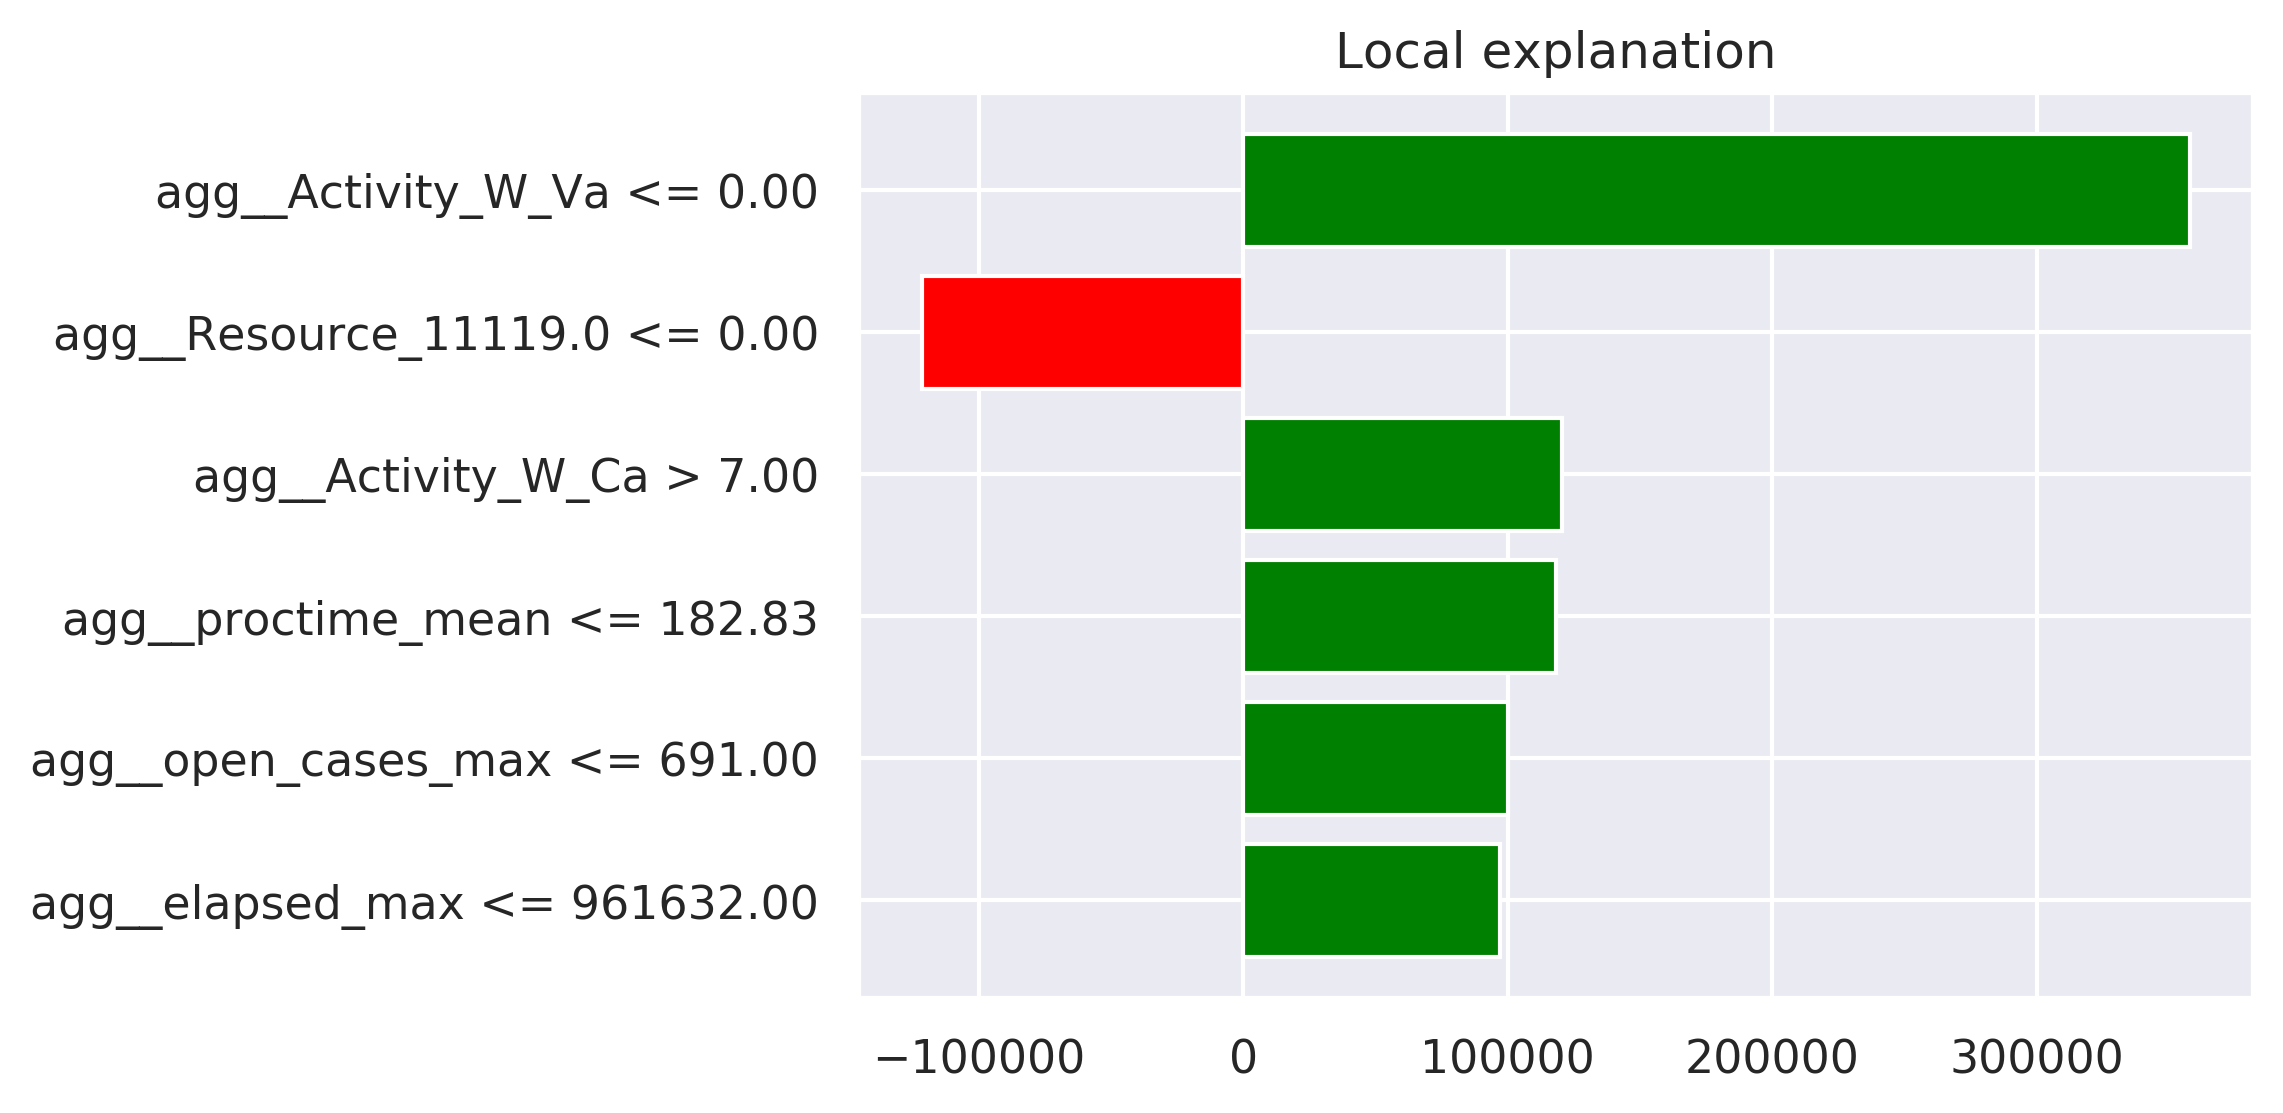 Local explanation
agg__Activity_W_Va <= 0.00
agg__Resource_11119.0 <= 0.00
agg__Activity_W_Ca > 7.00
agg__proctime_mean <= 182.83
agg__open_cases_max <= 691.00
agg__elapsed_max <= 961632.00
−100000 0 100000 200000 300000